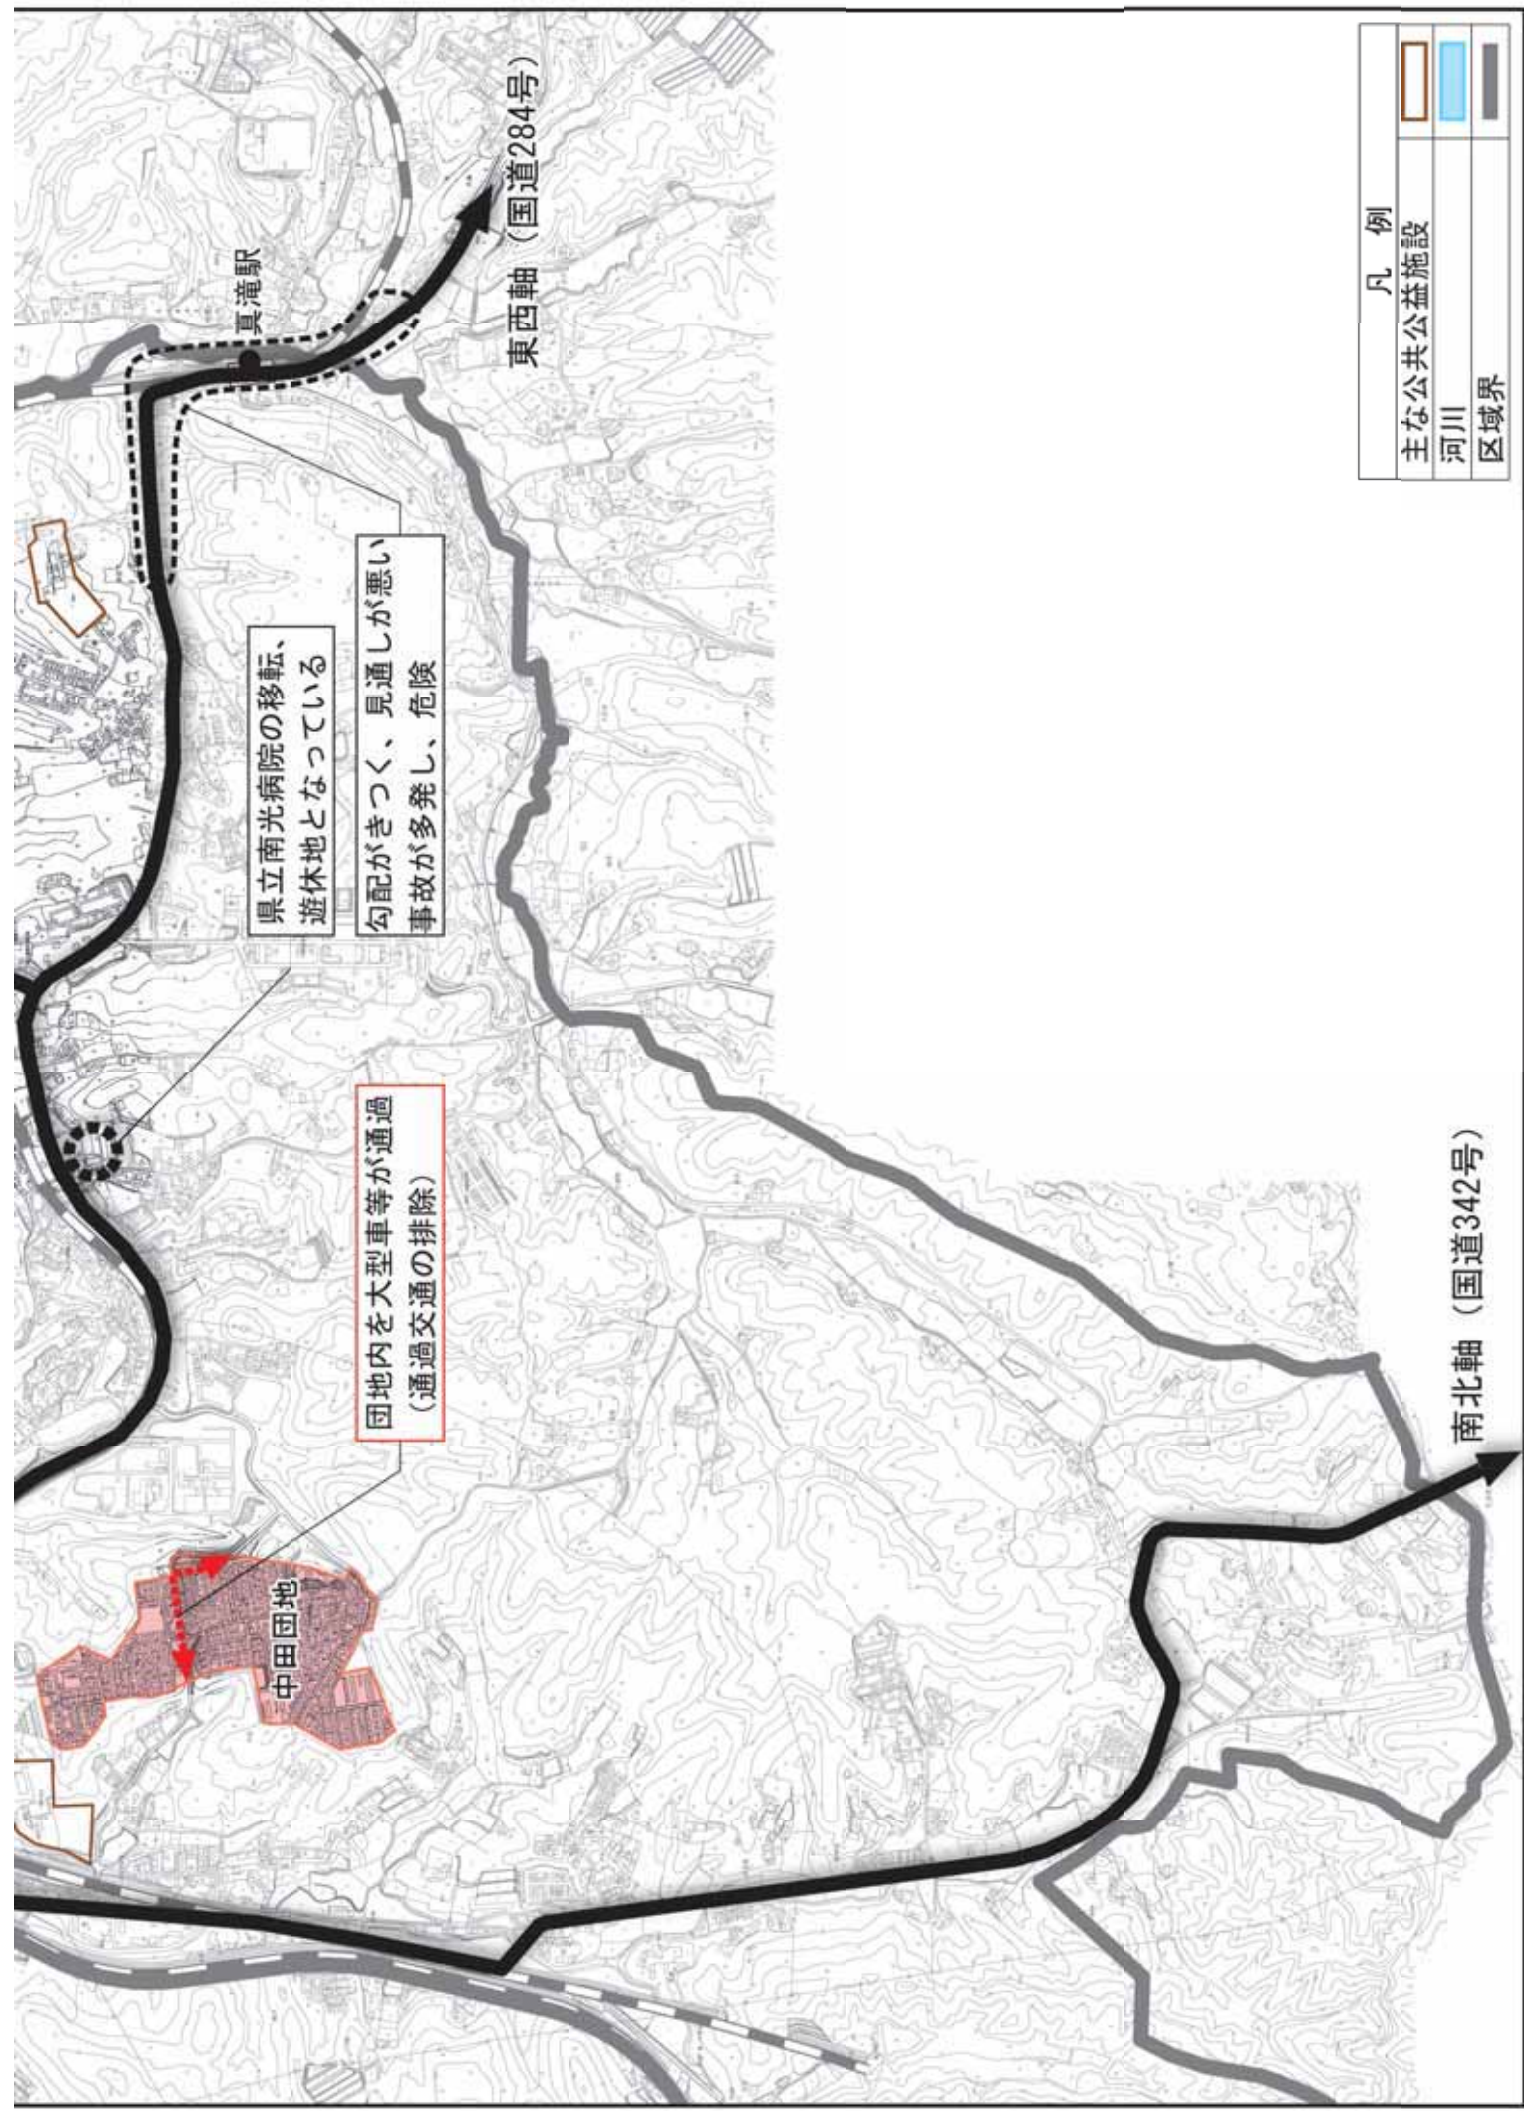 真滝駅
東西軸（国道284号）
県立南光病院の移転、
遊休地となっている
勾配がきつく、見通しが悪い
事故が多発し、危険
団地内を大型車等が通過
（通過交通の排除）
中田団地
南北軸（国道342号）
凡 例
主な公共公益施設
河川
区域界